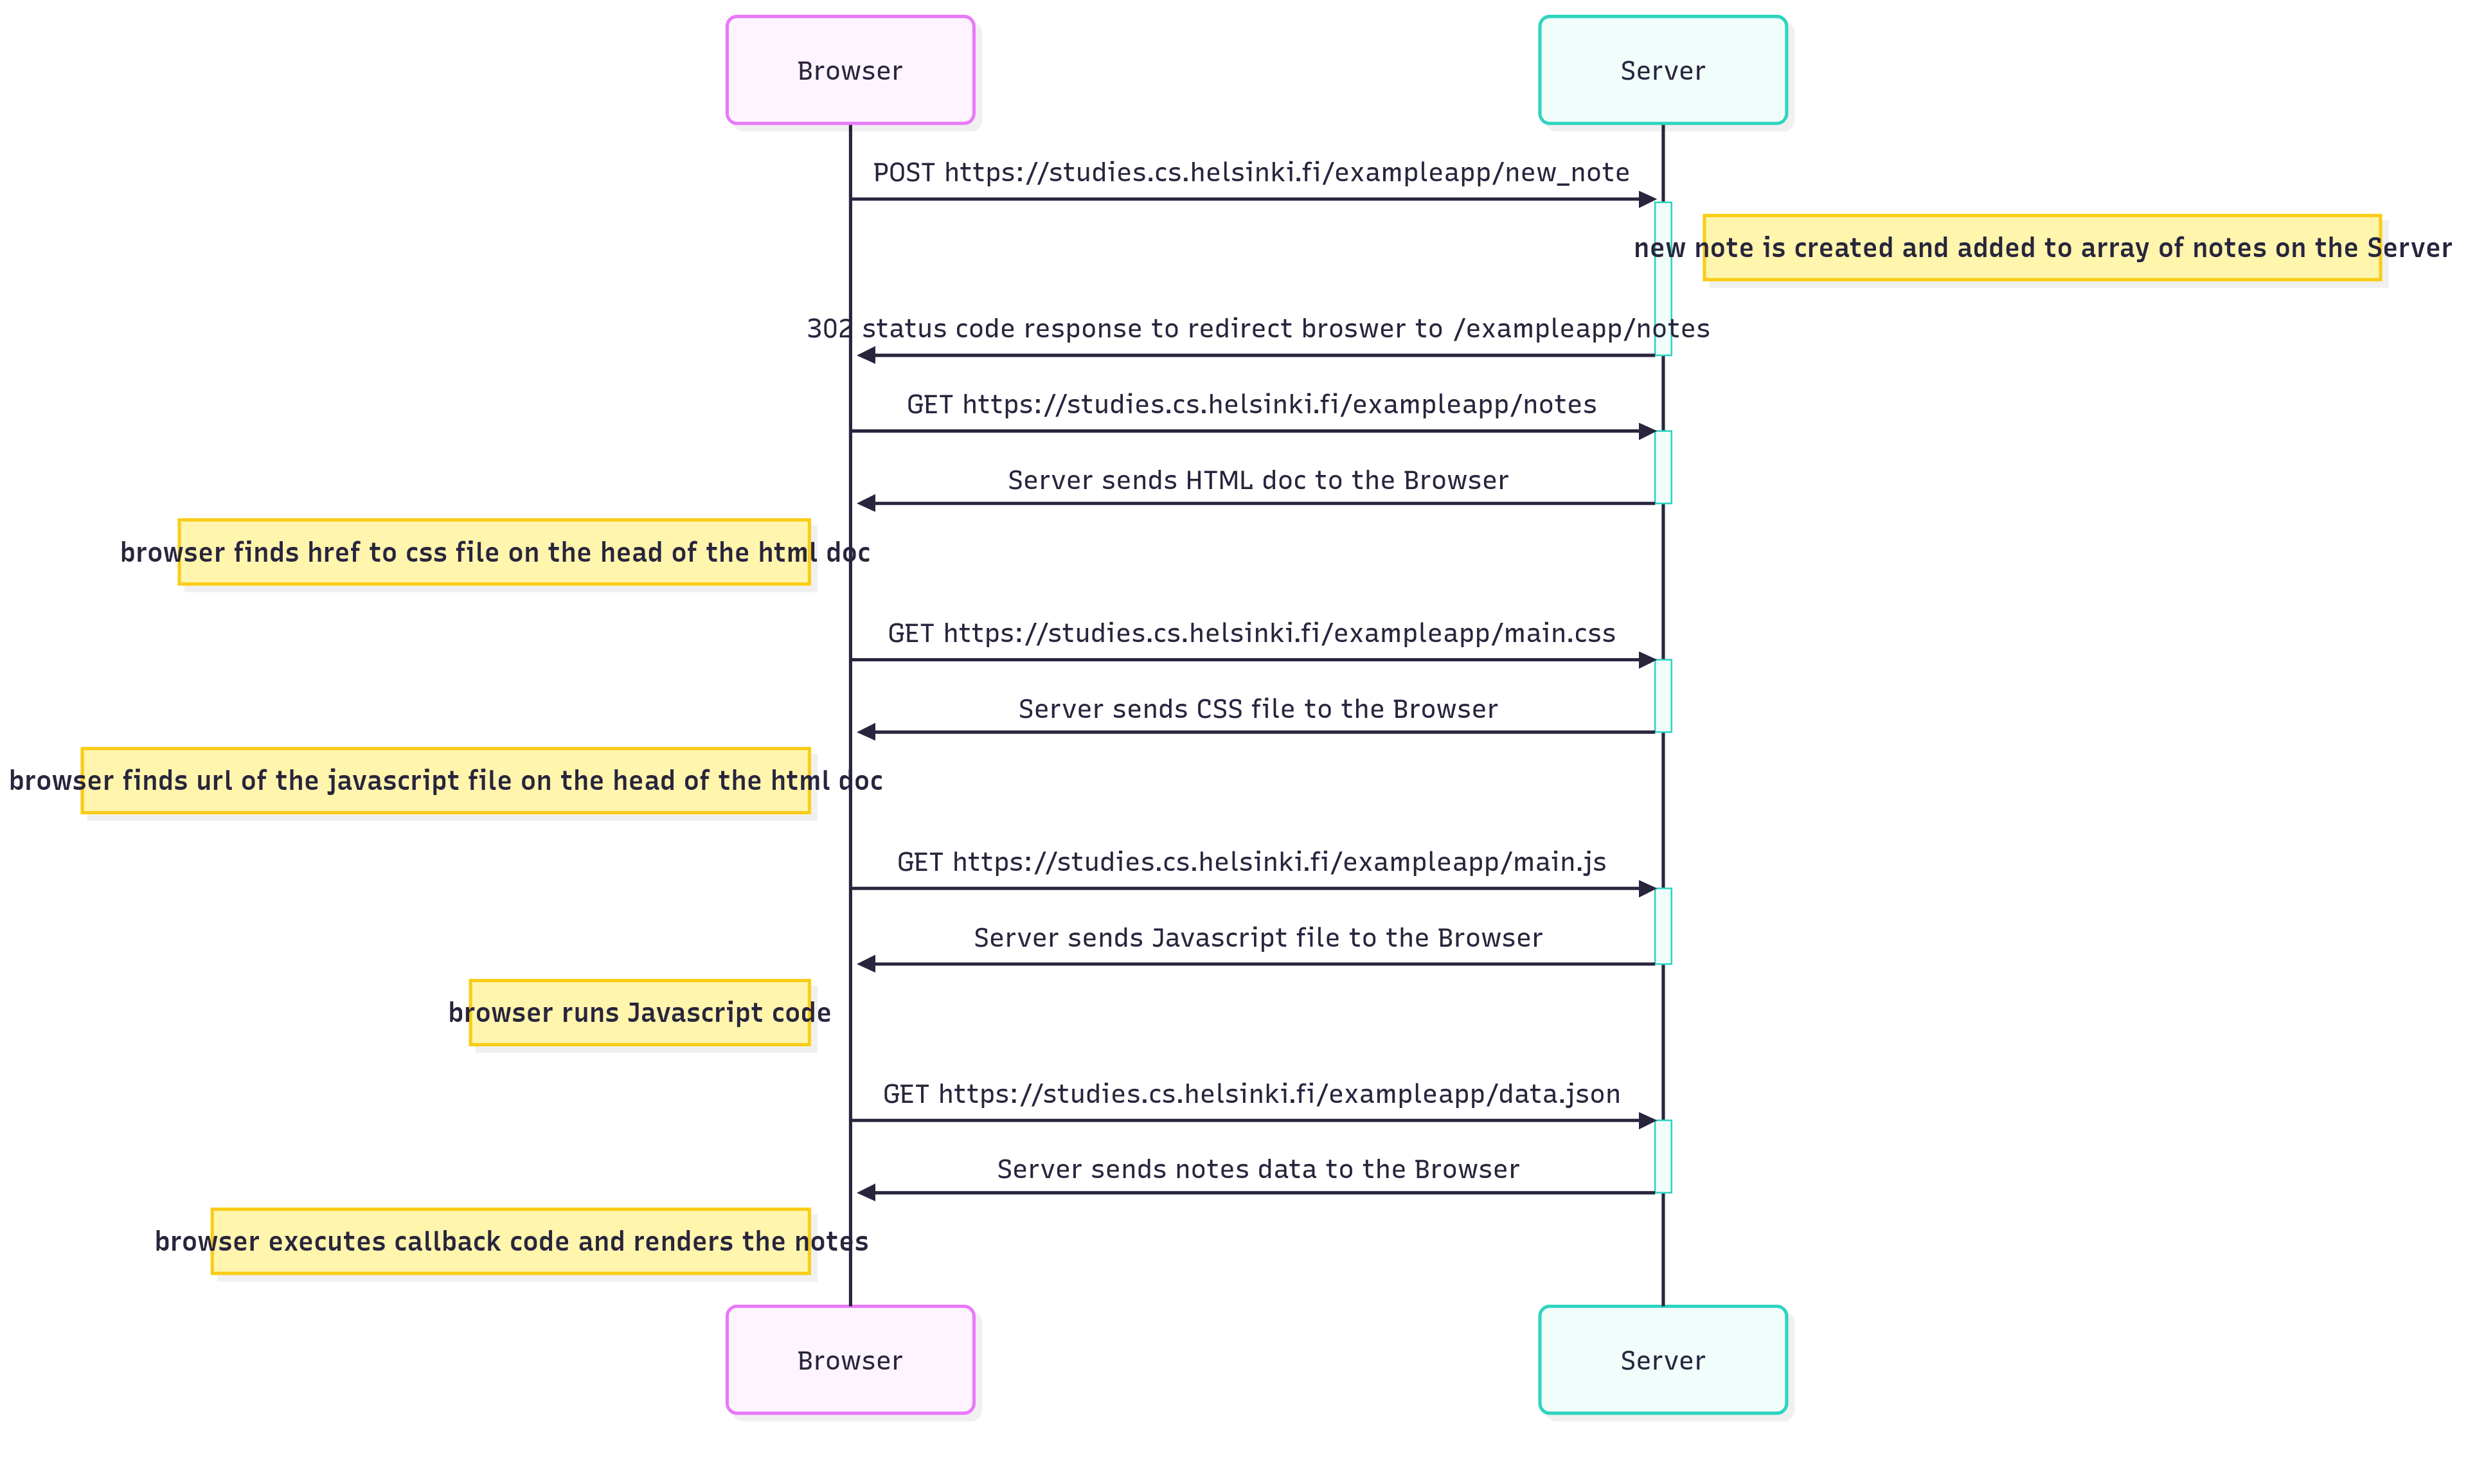 Browser
Server
POST https://studies.cs.helsinki.fi/exampleapp/new_note
new note is created and added to array of notes on the Server
302 status code response to redirect broswer to /exampleapp/notes
GET https://studies.cs.helsinki.fi/exampleapp/notes
Server sends HTML doc to the Browser
browser finds href to css file on the head of the html doc
GET https://studies.cs.helsinki.fi/exampleapp/main.css
Server sends CSS file to the Browser
browser finds url of the javascript file on the head of the html doc
GET https://studies.cs.helsinki.fi/exampleapp/main.js
Server sends Javascript file to the Browser
browser runs Javascript code
GET https://studies.cs.helsinki.fi/exampleapp/data.json
Server sends notes data to the Browser
browser executes callback code and renders the notes
Browser
Server